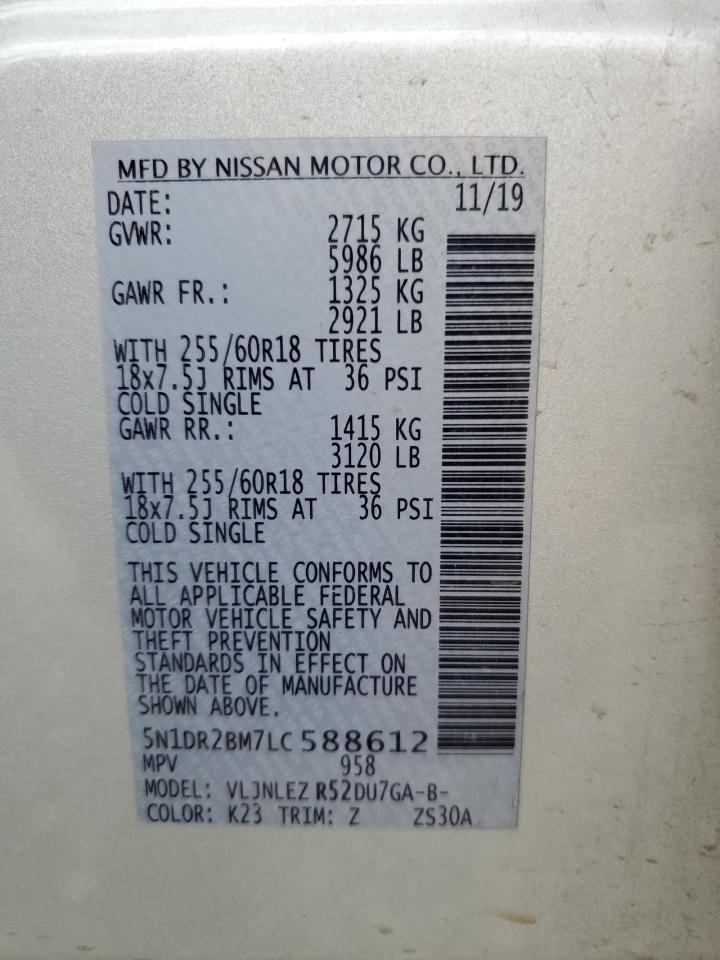 MFD BY NISSAN MOTOR CO., LTD.
DATE: 11/19
GVWR: 2715 KG
5986 LB
GAWR FR.: 1325 KG
2921 LB
WITH 255/60R18 TIRES
18x7.5J RIMS AT 36 PSI
COLD SINGLE
GAWR RR.: 1415 KG
3120 LB
WITH 255/60R18 TIRES
18x7.5J RIMS AT 36 PSI
COLD SINGLE
THIS VEHICLE CONFORMS TO
ALL APPLICABLE FEDERAL
MOTOR VEHICLE SAFETY AND
THEFT PREVENTION
STANDARDS IN EFFECT ON
THE DATE OF MANUFACTURE
SHOWN ABOVE.
5N1DR2BM7LC588612
MPV 958
MODEL: VLJNLEZ R52DU7GA-B-
COLOR: K23 TRIM: Z ZS30A